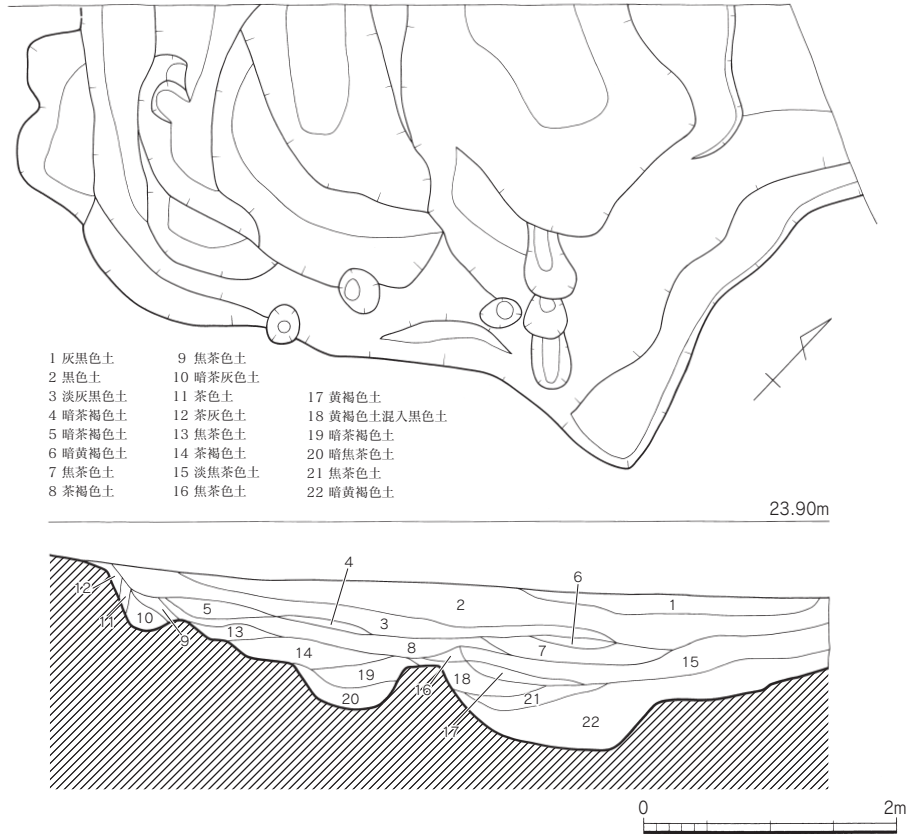 1 灰黒色土
2 黒色土
3 淡灰黒色土
4 暗茶褐色土
5 暗茶褐色土
6 暗黄褐色土
7 焦茶色土
8 茶褐色土
9 焦茶色土
10 暗茶灰色土
11 茶色土
12 茶灰色土
13 焦茶色土
14 茶褐色土
15 淡焦茶色土
16 焦茶色土
17 黄褐色土
18 黄褐色土混入黒色土
19 暗茶褐色土
20 暗焦茶色土
21 焦茶色土
22 暗黄褐色土
23.90m
4
6
12
2
1
5
11
10
3
9
13
8
7
14
15
19
16
18
20
21
17
22
0 2m